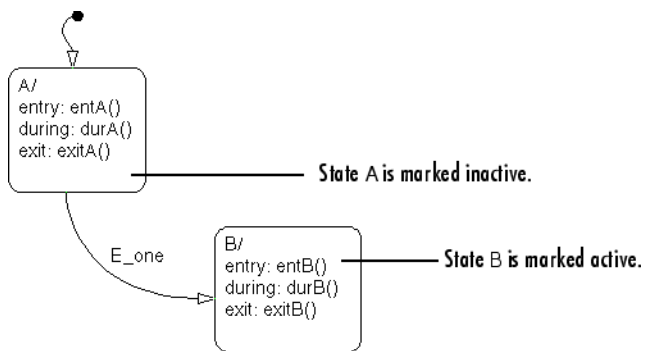 A/
entry: entA()
during: durA()
exit: exitA()
State A is marked inactive.
E_one
B/
entry: entB()
during: durB()
exit: exitB()
State B is marked active.